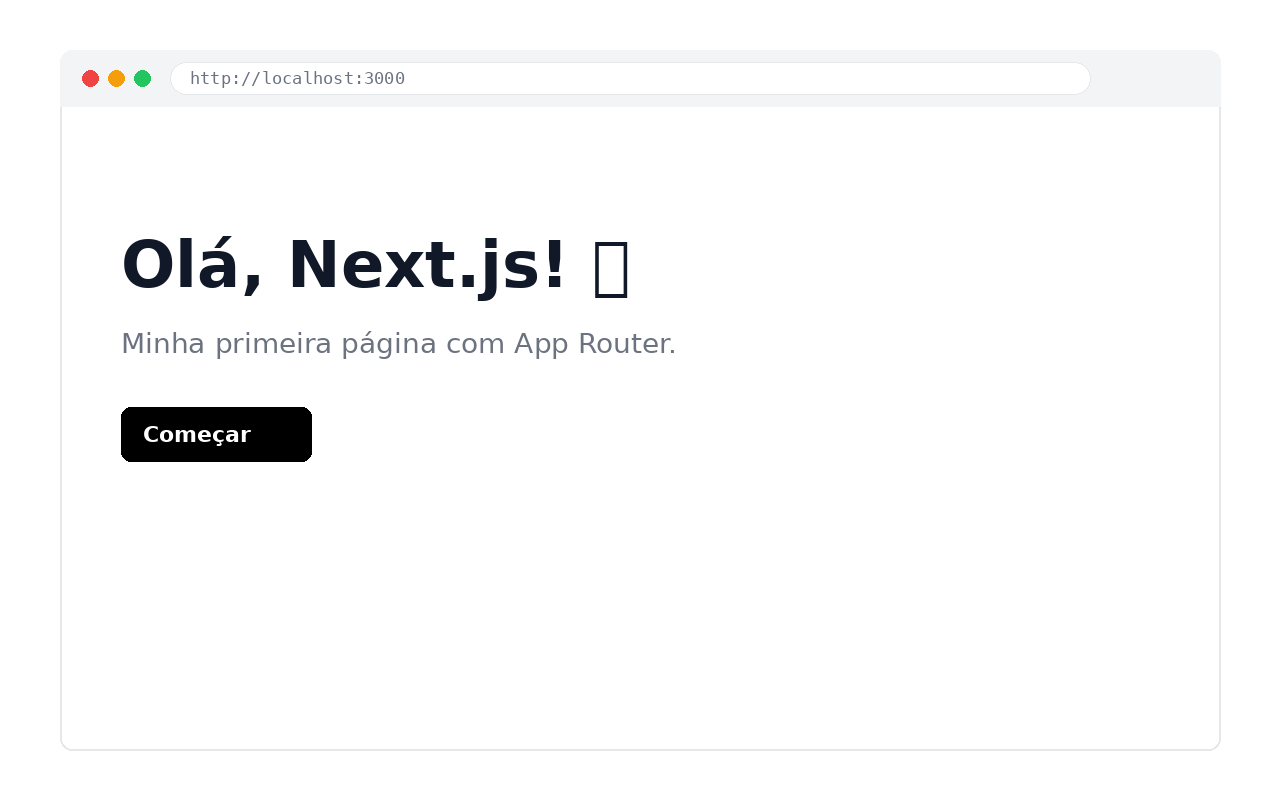 http://localhost:3000
Olá, Next.js!
Minha primeira página com App Router.
Começar